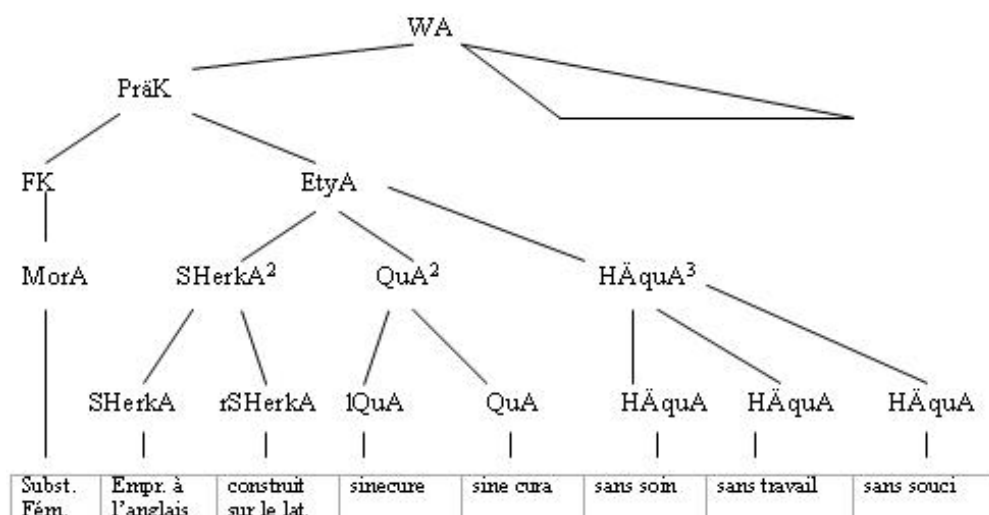 WA
PräK
FK EtyA
MorA SHerkA² QuA² HÄquA³
SHerkA rSHerkA lQuA QuA HÄquA HÄquA HÄquA
Subst. Empr. à construit sinecure sine cura sans soin sans travail sans souci
Fém. l'anglais sur le lat.